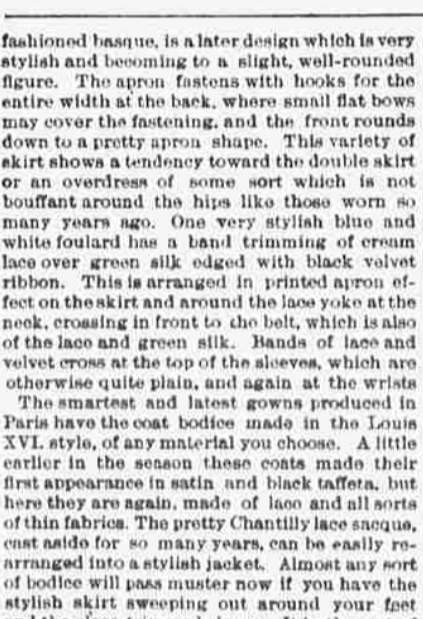 fashioned basque, is a later design which is very
stylish and becoming to a slight, well-rounded
figure. The apron fastens with hooks for the
entire width at the back, where small flat bows
may cover the fastening, and the front rounds
down to a pretty apron shape. This variety of
skirt shows a tendency toward the double skirt
or an overdress of some sort which is not
bouffant around the hips like those worn so
many years ago. One very stylish blue and
white foulard has a band trimming of cream
lace over green silk edged with black velvet
ribbon. This is arranged in printed apron ef-
fect on the skirt and around the lace yoke at the
neck, crossing in front to the belt, which is also
of the lace and green silk. Bands of lace and
velvet cross at the top of the sleeves, which are
otherwise quite plain, and again at the wrists
The smartest and latest gowns produced in
Paris have the coat bodice made in the Louis
XVI. style, of any material you choose. A little
earlier in the season these coats made their
first appearance in satin and black taffeta, but
here they are again, made of lace and all sorts
of thin fabrics. The pretty Chantilly lace sacque,
cast aside for so many years, can be easily re-
arranged into a stylish jacket. Almost any sort
of bodice will pass muster now if you have the
stylish skirt sweeping out around your feet